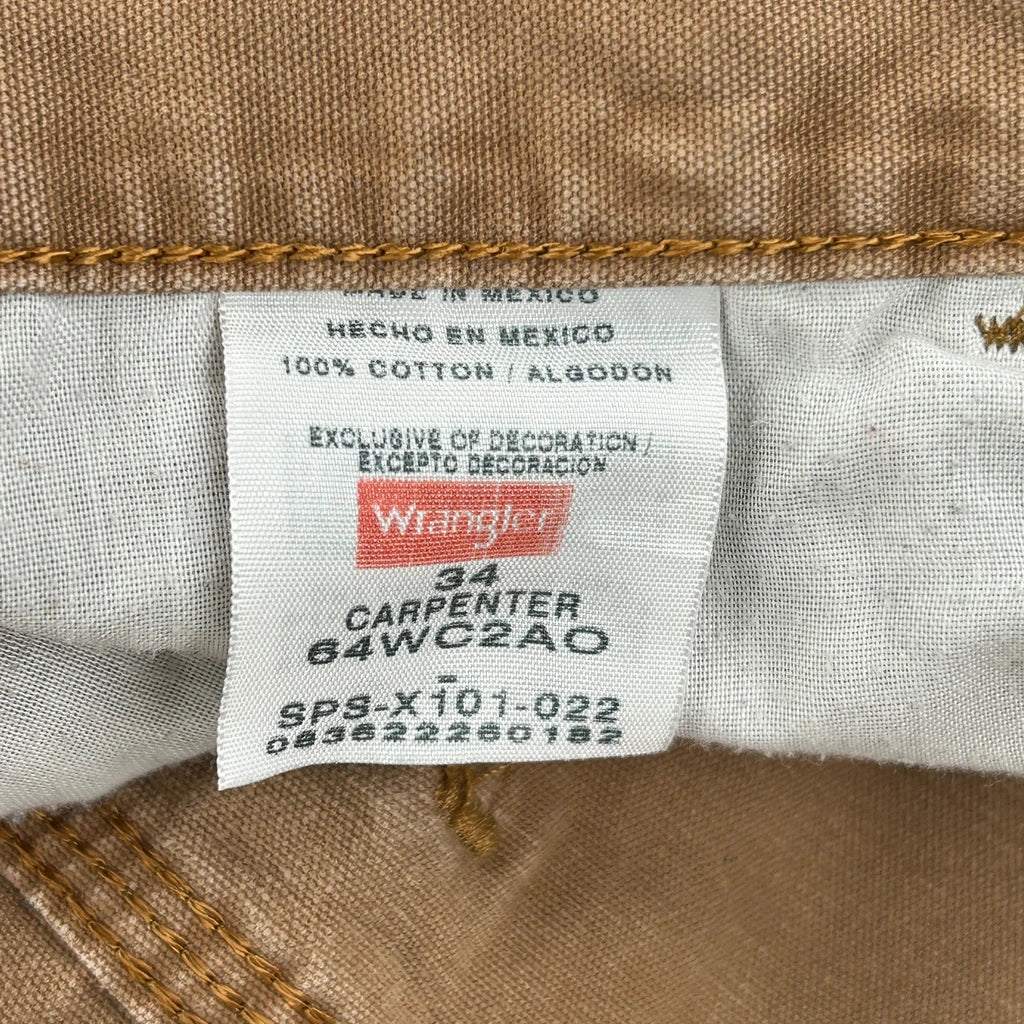 MADE IN MEXICO
HECHO EN MEXICO
100% COTTON / ALGODON
EXCLUSIVE OF DECORATION /
EXCEPTO DECORACION
Wrangler
34
CARPENTER
64WC2AO
SPS-X101-022
083622260182